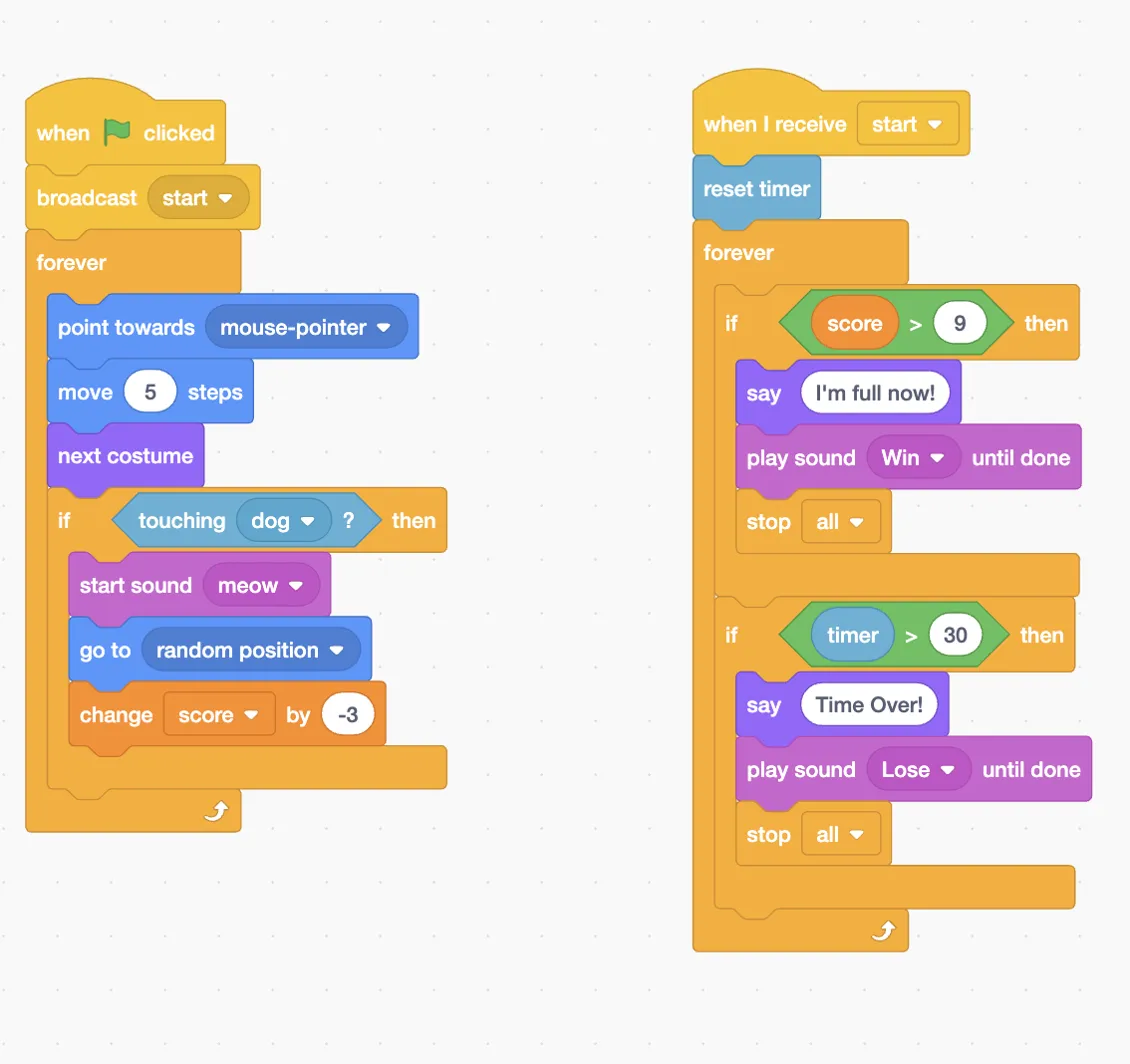 when clicked
broadcast start
forever
point towards mouse-pointer
move 5 steps
next costume
if touching dog ? then
start sound meow
go to random position
change score by -3
when I receive start
reset timer
forever
if score > 9 then
say I'm full now!
play sound Win until done
stop all
if timer > 30 then
say Time Over!
play sound Lose until done
stop all